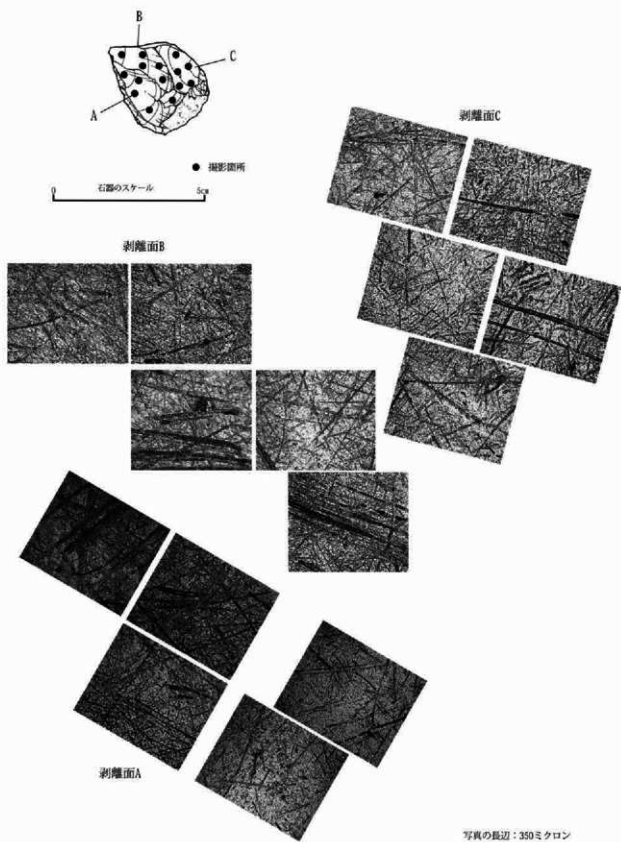 B
C
A
● 撮影箇所
0 石器のスケール 5cm
剥離面C
剥離面B
剥離面A
写真の長辺：350ミクロン